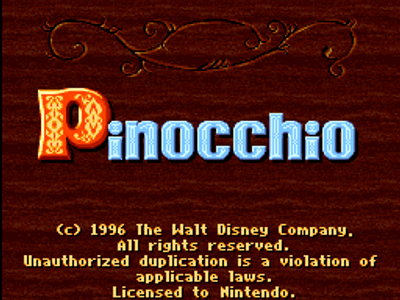 Pinocchio
(c) 1996 The Walt Disney Company.
All rights reserved.
Unauthorized duplication is a violation of
applicable laws.
Licensed to Nintendo.